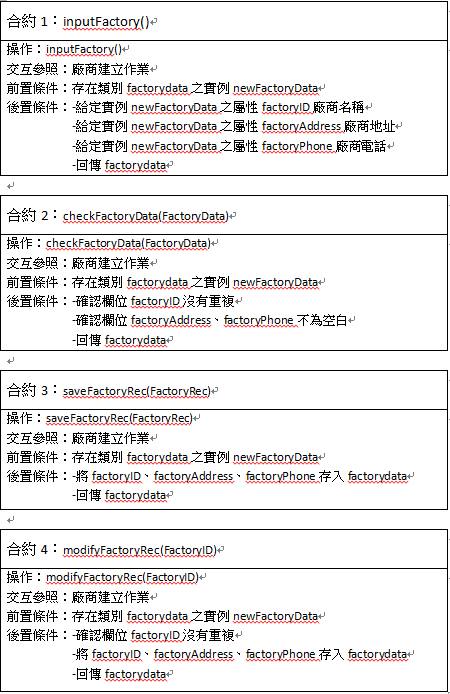 合約 1：inputFactory()
操作：inputFactory()
交互參照：廠商建立作業
前置條件：存在類別 factorydata 之實例 newFactoryData
後置條件：-給定實例 newFactoryData 之屬性 factoryID 廠商名稱
-給定實例 newFactoryData 之屬性 factoryAddress 廠商地址
-給定實例 newFactoryData 之屬性 factoryPhone 廠商電話
-回傳 factorydata
合約 2：checkFactoryData(FactoryData)
操作：checkFactoryData(FactoryData)
交互參照：廠商建立作業
前置條件：存在類別 factorydata 之實例 newFactoryData
後置條件：-確認欄位 factoryID 沒有重複
-確認欄位 factoryAddress、factoryPhone 不為空白
-回傳 factorydata
合約 3：saveFactoryRec(FactoryRec)
操作：saveFactoryRec(FactoryRec)
交互參照：廠商建立作業
前置條件：存在類別 factorydata 之實例 newFactoryData
後置條件：-將 factoryID、factoryAddress、factoryPhone 存入 factorydata
-回傳 factorydata
合約 4：modifyFactoryRec(FactoryID)
操作：modifyFactoryRec(FactoryID)
交互參照：廠商建立作業
前置條件：存在類別 factorydata 之實例 newFactoryData
後置條件：-確認欄位 factoryID 沒有重複
-將 factoryID、factoryAddress、factoryPhone 存入 factorydata
-回傳 factorydata